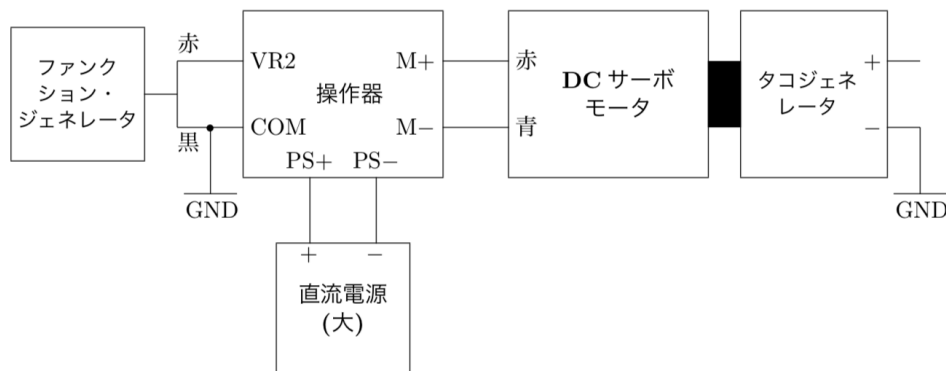 ファンク
ション・
ジェネレータ
赤
黒
GND
VR2
COM
操作器
M+
M−
PS+
PS−
+
−
直流電源
(大)
赤
青
DC サーボ
モータ
タコジェネ
レータ
+
−
GND